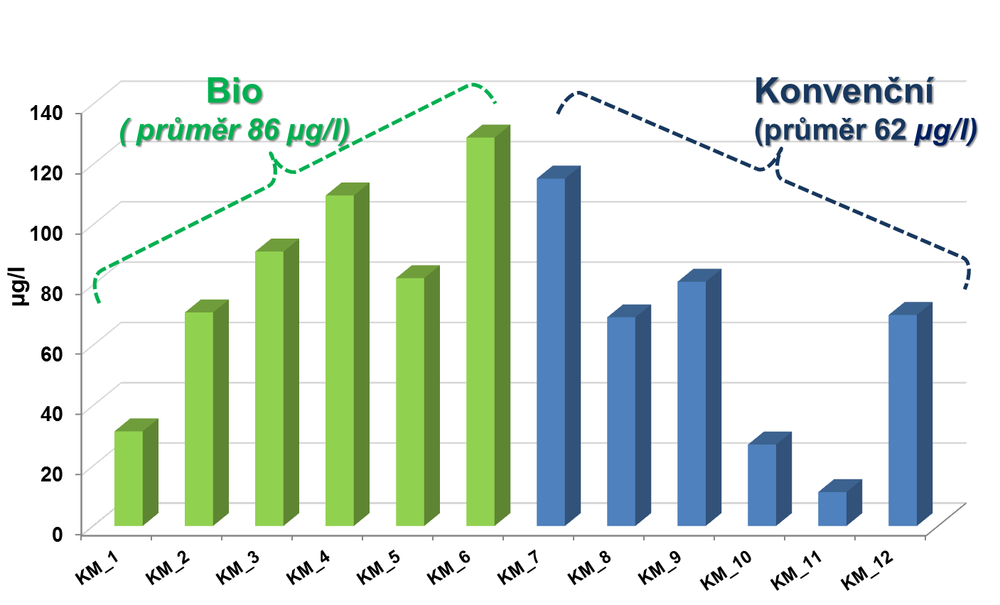 Bio
( průměr 86 µg/l)
Konvenční
(průměr 62 µg/l)
µg/l
140
120
100
80
60
40
20
0
KM_1
KM_2
KM_3
KM_4
KM_5
KM_6
KM_7
KM_8
KM_9
KM_10
KM_11
KM_12